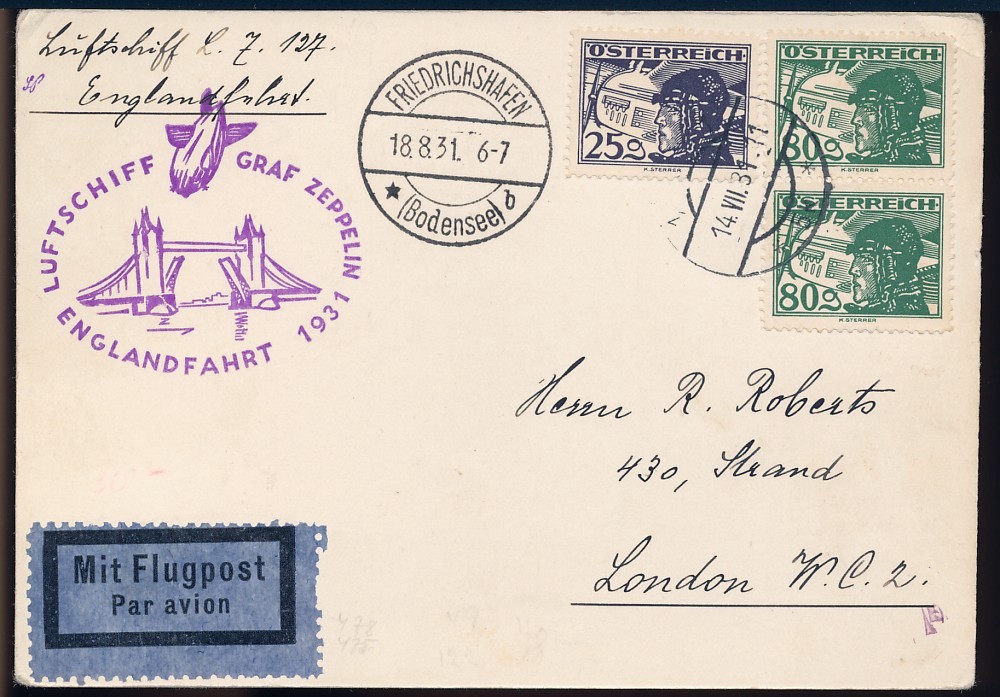 Luftschiff L. Z. 127.
Englandfahrt.
LUFTSCHIFF GRAF ZEPPELIN
ENGLANDFAHRT 1931
FRIEDRICHSHAFEN
18.8.31. 6-7
(Bodensee) b
ÖSTERREICH
25g
K. STERRER
ÖSTERREICH
80g
K. STERRER
14. VII. 31
ÖSTERREICH
80g
K. STERRER
Herrn R. Roberts
430, Strand
London W. C. 2.
Mit Flugpost
Par avion